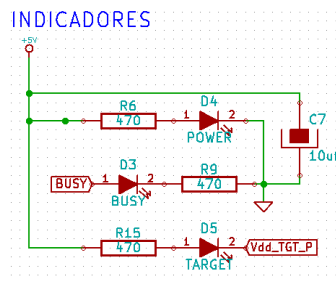 INDICADORES
+5V
R6
470
1
D4
2
POWER
C7
BUSY
1
D3
2
BUSY
R9
470
R15
470
1
D5
2
TARGET
Vdd_TGT_P